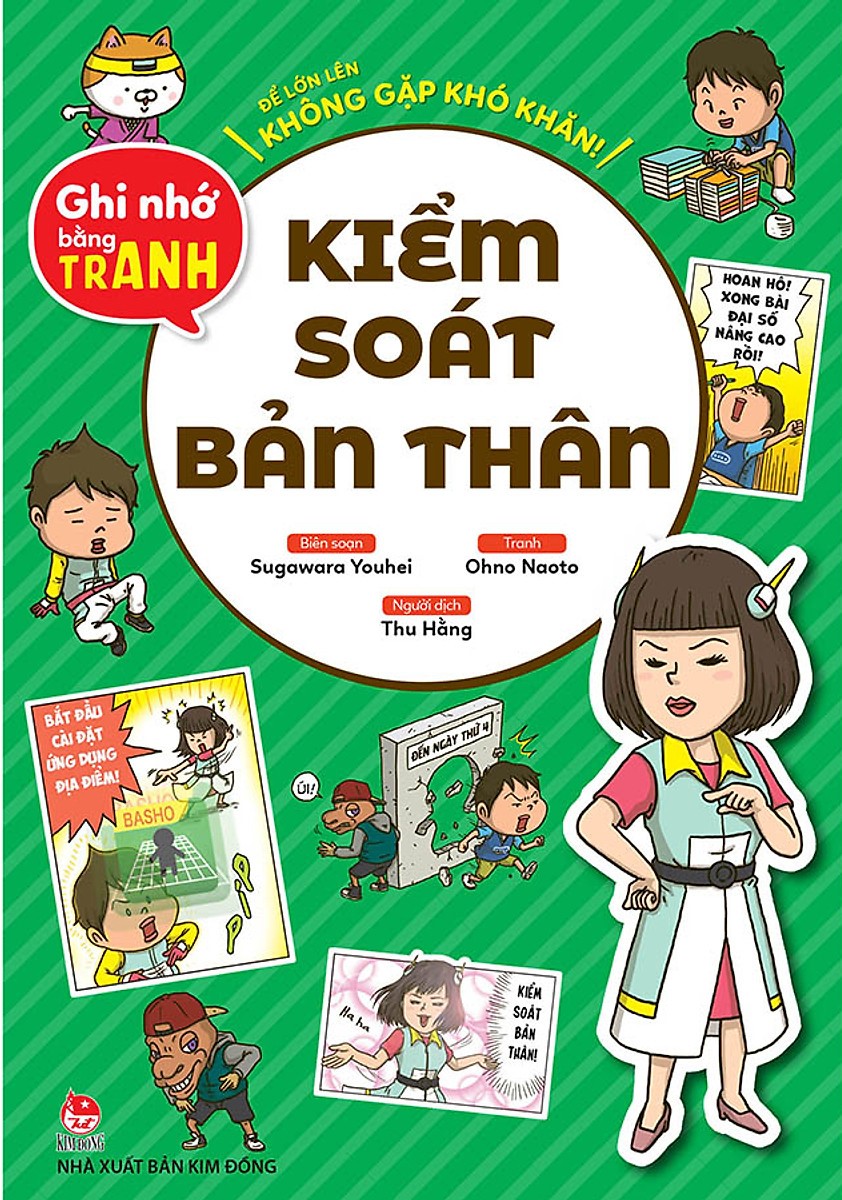 ĐỂ LỚN LÊN
KHÔNG GẶP KHÓ KHĂN!
Ghi nhớ
bằng
TRANH
KIỂM
SOÁT
BẢN THÂN
Biên soạn
Sugawara Youhei
Tranh
Ohno Naoto
Người dịch
Thu Hằng
HOAN HÔ!
XONG BÀI
ĐẠI SỐ
NÂNG CAO
RỒI!
BẮT ĐẦU
CÀI ĐẶT
ỨNG DỤNG
ĐỊA ĐIỂM!
BASHO
BASHO
PÍP
ĐẾN NGÀY THỨ 4
ÚI!
Ha ha
KIỂM
SOÁT
BẢN
THÂN!
KIM ĐỒNG
NHÀ XUẤT BẢN KIM ĐỒNG